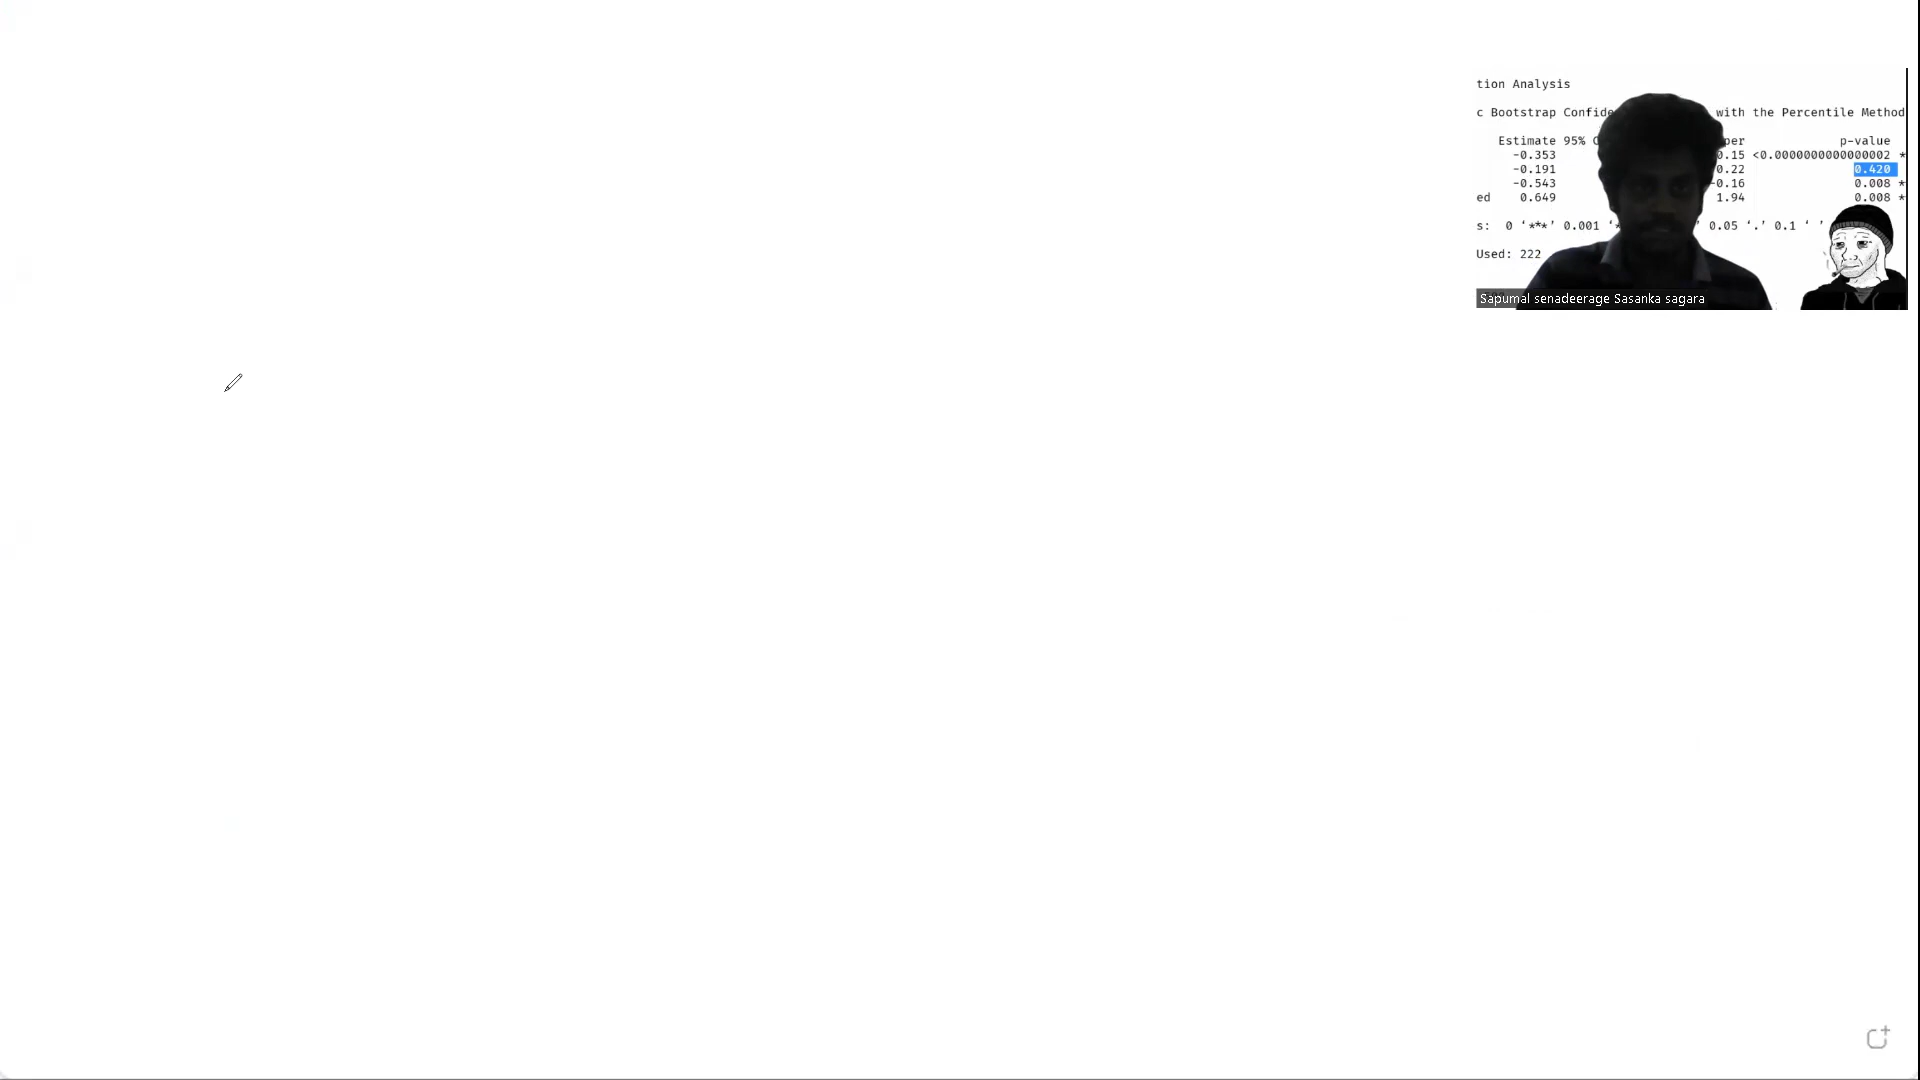 tion Analysis
c Bootstrap Confide with the Percentile Method
Estimate 95% C per p-value
-0.353 0.15 <0.0000000000000002 *
-0.191 0.22 0.420
-0.543 -0.16 0.008 *
ed 0.649 1.94 0.008 *
s: 0 ‘***’ 0.001 ‘* ’ 0.05 ‘.’ 0.1 ‘ ’
Used: 222
Sapumal senadeerage Sasanka sagara